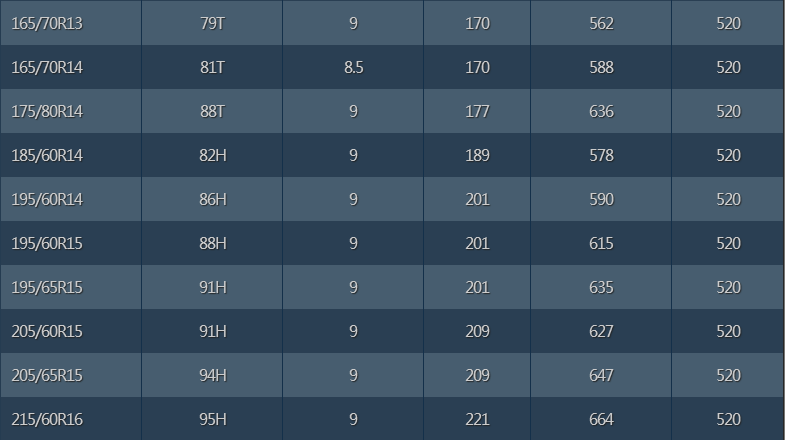 165/70R13 79T 9 170 562 520
165/70R14 81T 8.5 170 588 520
175/80R14 88T 9 177 636 520
185/60R14 82H 9 189 578 520
195/60R14 86H 9 201 590 520
195/60R15 88H 9 201 615 520
195/65R15 91H 9 201 635 520
205/60R15 91H 9 209 627 520
205/65R15 94H 9 209 647 520
215/60R16 95H 9 221 664 520